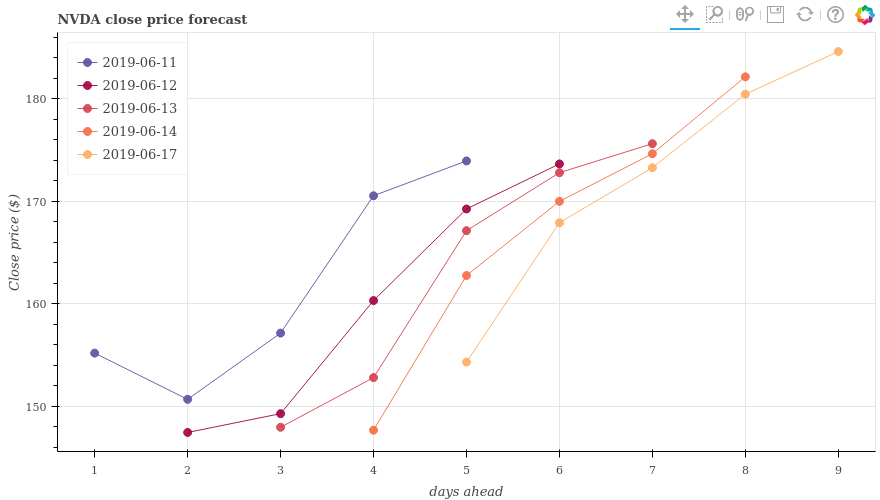 NVDA close price forecast
2019-06-11
2019-06-12
2019-06-13
2019-06-14
2019-06-17
180
170
160
150
Close price ($)
1 2 3 4 5 6 7 8 9
days ahead